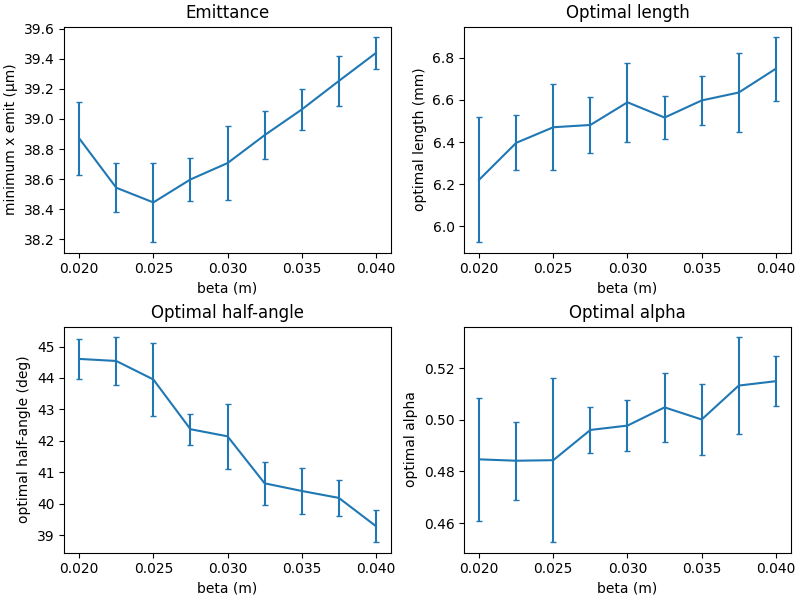 Emittance
minimum x emit (μm)
39.6
39.4
39.2
39.0
38.8
38.6
38.4
38.2
0.020 0.025 0.030 0.035 0.040
beta (m)
Optimal length
optimal length (mm)
6.8
6.6
6.4
6.2
6.0
0.020 0.025 0.030 0.035 0.040
beta (m)
Optimal half-angle
optimal half-angle (deg)
45
44
43
42
41
40
39
0.020 0.025 0.030 0.035 0.040
beta (m)
Optimal alpha
optimal alpha
0.52
0.50
0.48
0.46
0.020 0.025 0.030 0.035 0.040
beta (m)